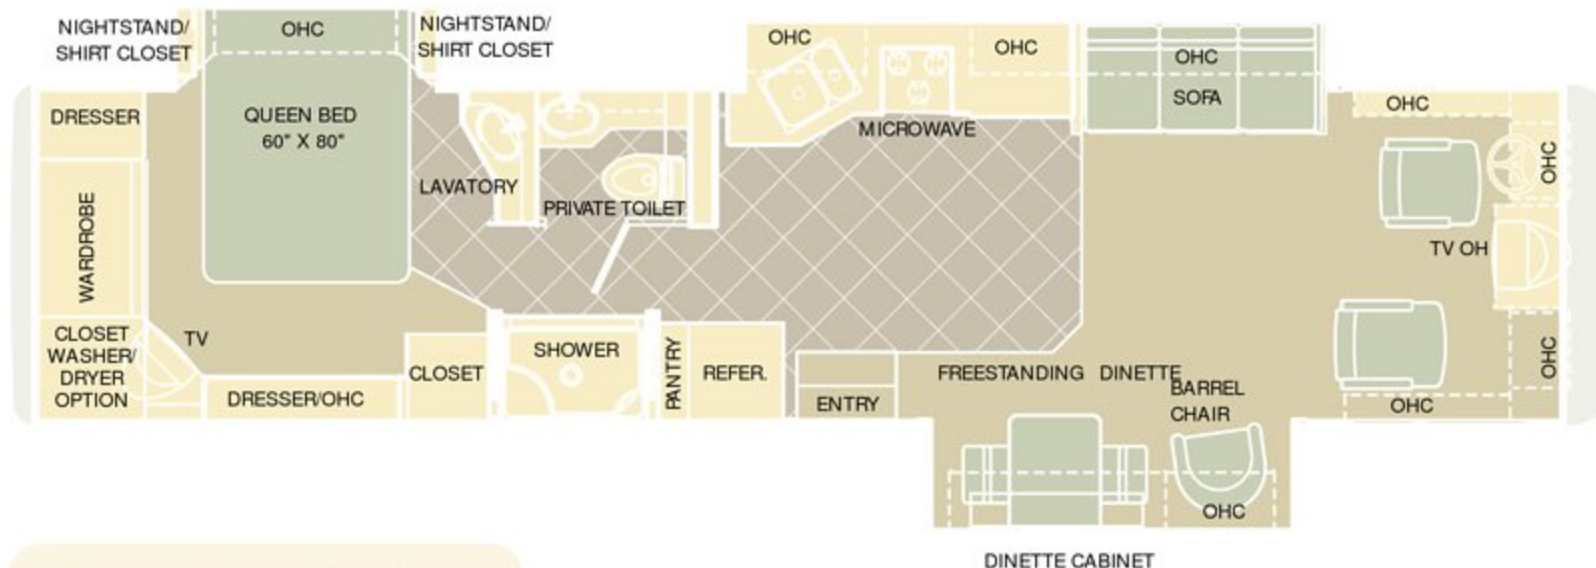 NIGHTSTAND/
SHIRT CLOSET
OHC
NIGHTSTAND/
SHIRT CLOSET
OHC
OHC
OHC
SOFA
OHC
DRESSER
QUEEN BED
60" X 80"
MICROWAVE
OHC
LAVATORY
PRIVATE TOILET
WARDROBE
TV OH
CLOSET
WASHER/
DRYER
OPTION
TV
SHOWER
CLOSET
PANTRY
REFER.
DRESSER/OHC
ENTRY
FREESTANDING DINETTE
BARREL
CHAIR
OHC
OHC
OHC
DINETTE CABINET